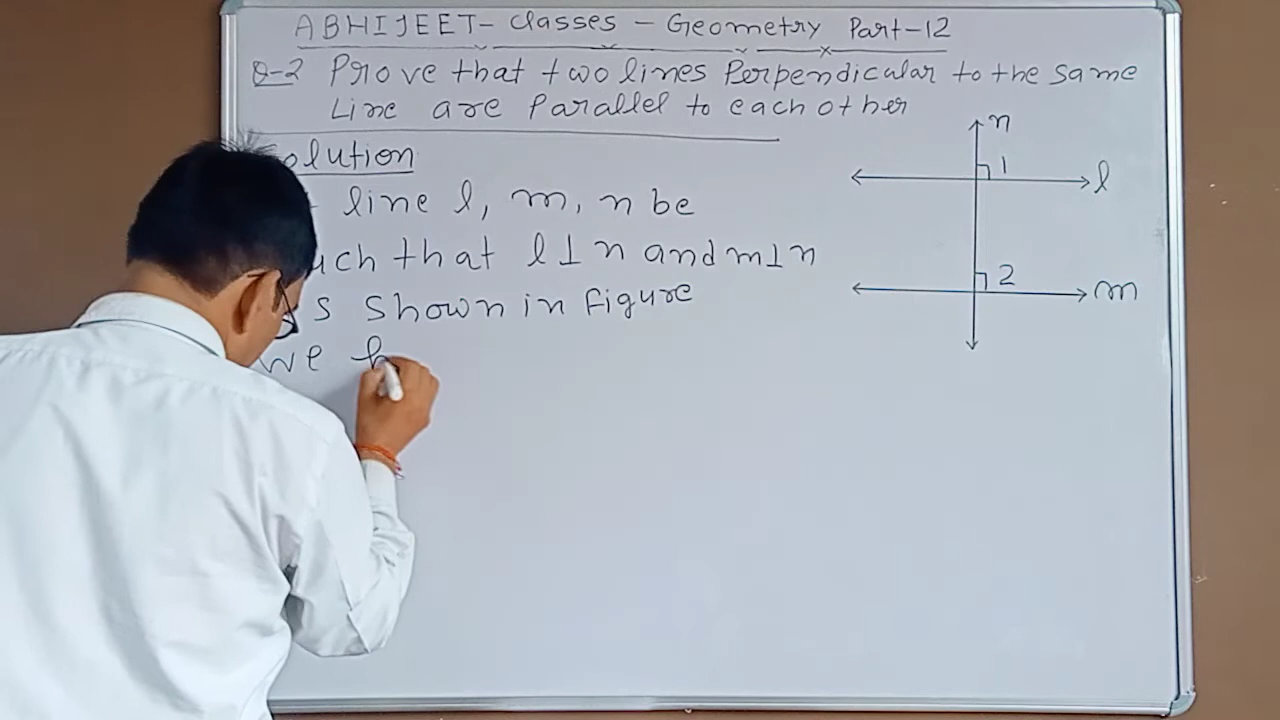 ABHIJEET - Classes - Geometry Part-12
Q-2 Prove that two lines Perpendicular to the same
Line are Parallel to each other
olution
line l, m, n be
uch that l⊥n and m⊥n
s shown in figure
we h
n
1
l
2
m